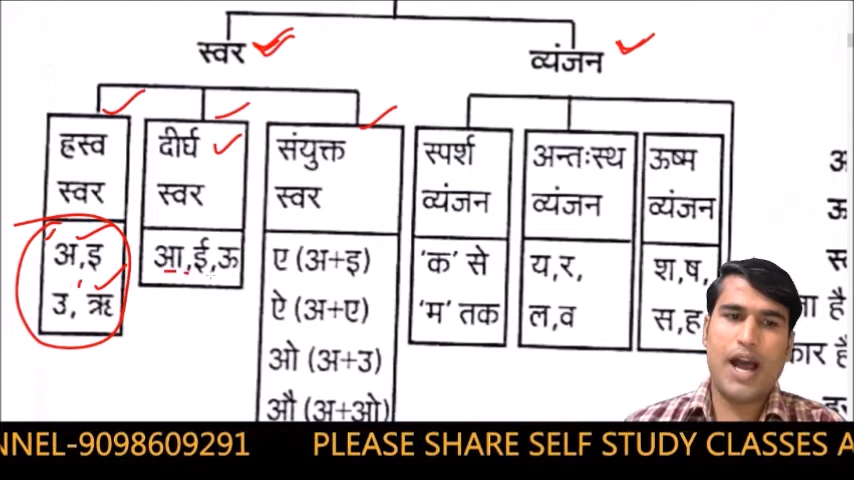 स्वर व्यंजन
ह्रस्व
स्वर
अ,इ
उ, ऋ
दीर्घ
स्वर
आ,ई,ऊ
संयुक्त
स्वर
ए (अ+इ)
ऐ (अ+ए)
ओ (अ+उ)
औ (अ+ओ)
स्पर्श
व्यंजन
‘क’ से
‘म’ तक
अन्तःस्थ
व्यंजन
य,र,
ल,व
ऊष्म
व्यंजन
श,ष,
स,ह
NNEL-9098609291 PLEASE SHARE SELF STUDY CLASSES A